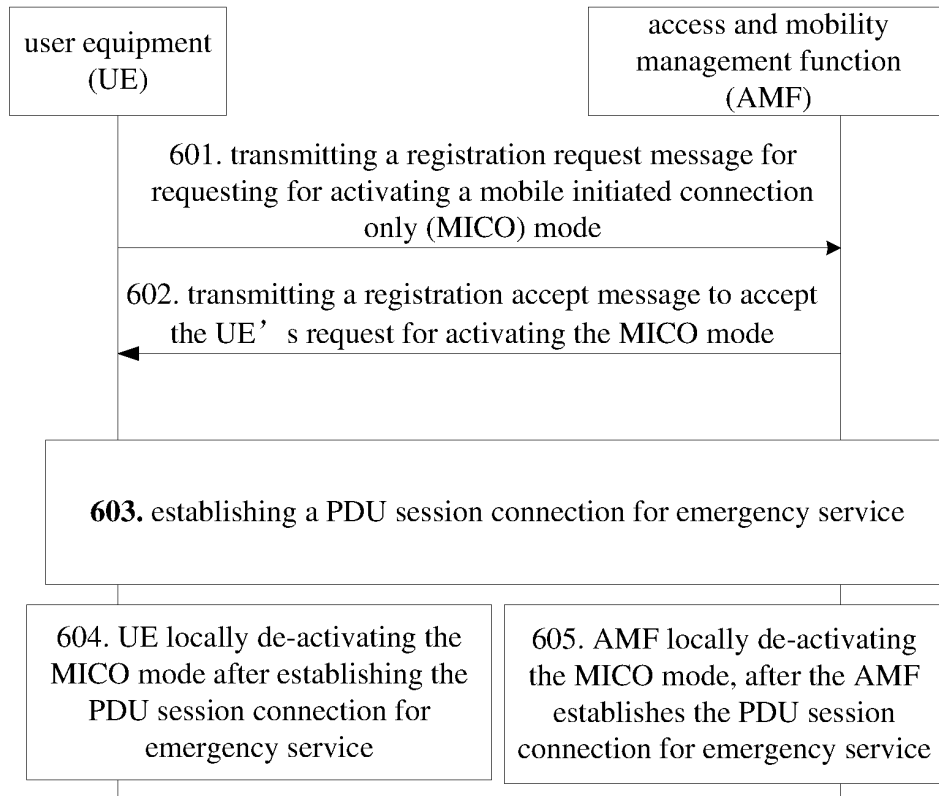 user equipment
(UE)
access and mobility
management function
(AMF)
601. transmitting a registration request message for
requesting for activating a mobile initiated connection
only (MICO) mode
602. transmitting a registration accept message to accept
the UE’s request for activating the MICO mode
603. establishing a PDU session connection for emergency service
604. UE locally de-activating the
MICO mode after establishing the
PDU session connection for
emergency service
605. AMF locally de-activating
the MICO mode, after the AMF
establishes the PDU session
connection for emergency service